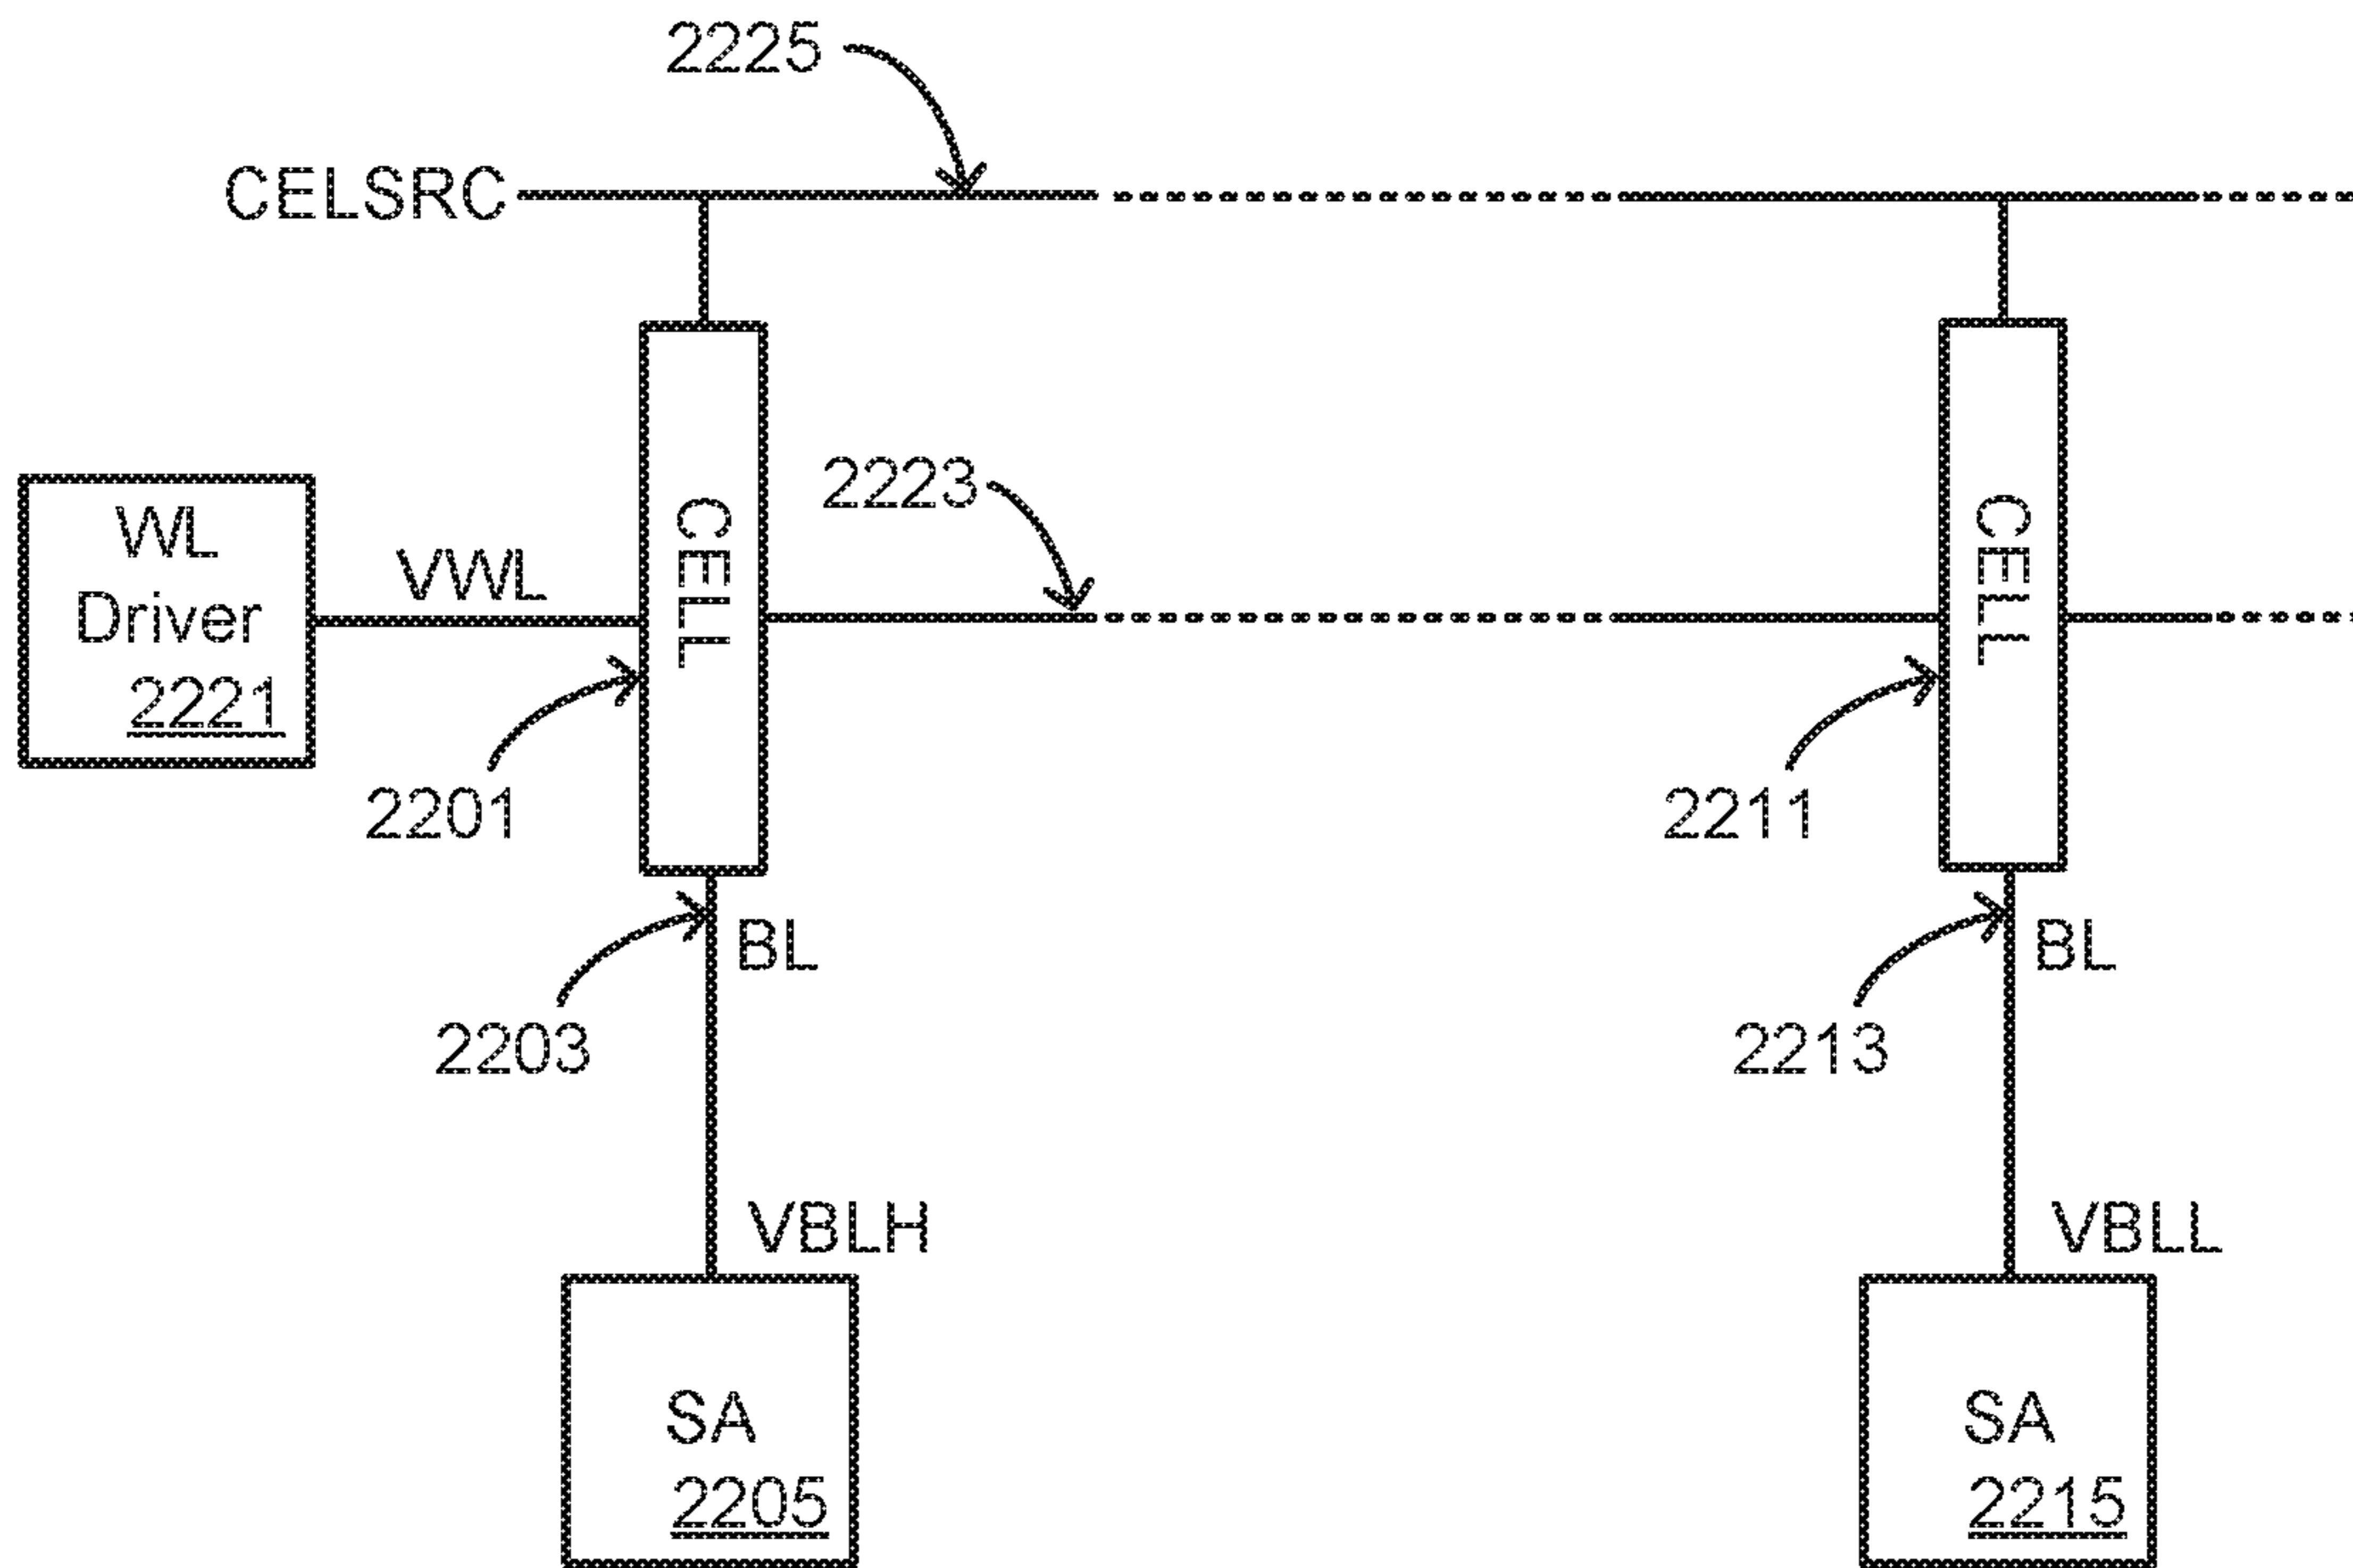 2225
CELSRC
WL
Driver
2221
VWL
CELL
2223
CELL
2201
2211
BL
BL
2203
2213
VBLH
VBLL
SA
2205
SA
2215